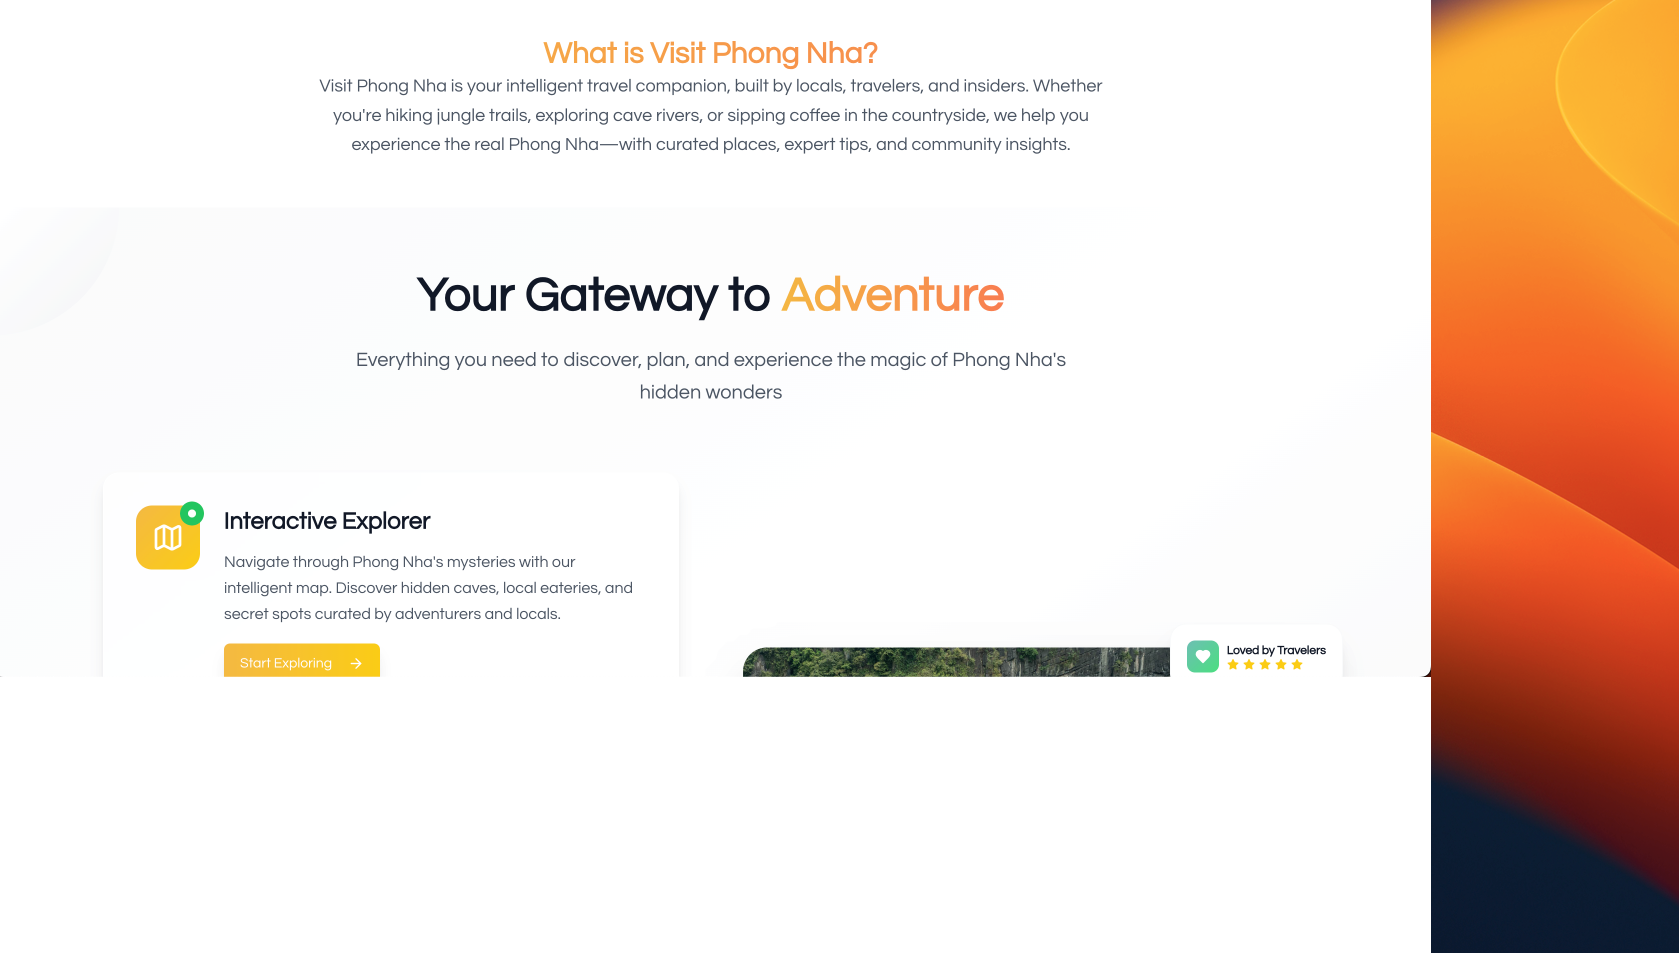 What is Visit Phong Nha?
Visit Phong Nha is your intelligent travel companion, built by locals, travelers, and insiders. Whether
you're hiking jungle trails, exploring cave rivers, or sipping coffee in the countryside, we help you
experience the real Phong Nha—with curated places, expert tips, and community insights.
Your Gateway to Adventure
Everything you need to discover, plan, and experience the magic of Phong Nha's
hidden wonders
Interactive Explorer
Navigate through Phong Nha's mysteries with our
intelligent map. Discover hidden caves, local eateries, and
secret spots curated by adventurers and locals.
Start Exploring
Loved by Travelers